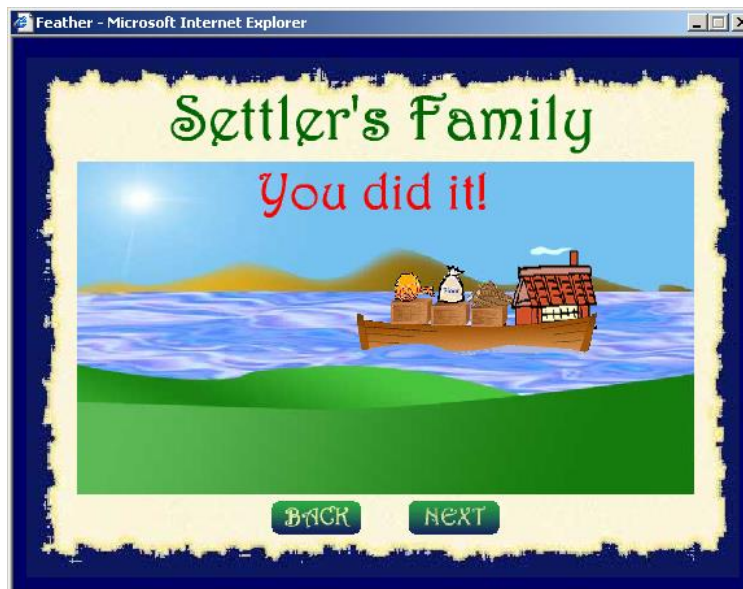 Feather - Microsoft Internet Explorer
Settler's Family
You did it!
BACK
NEXT